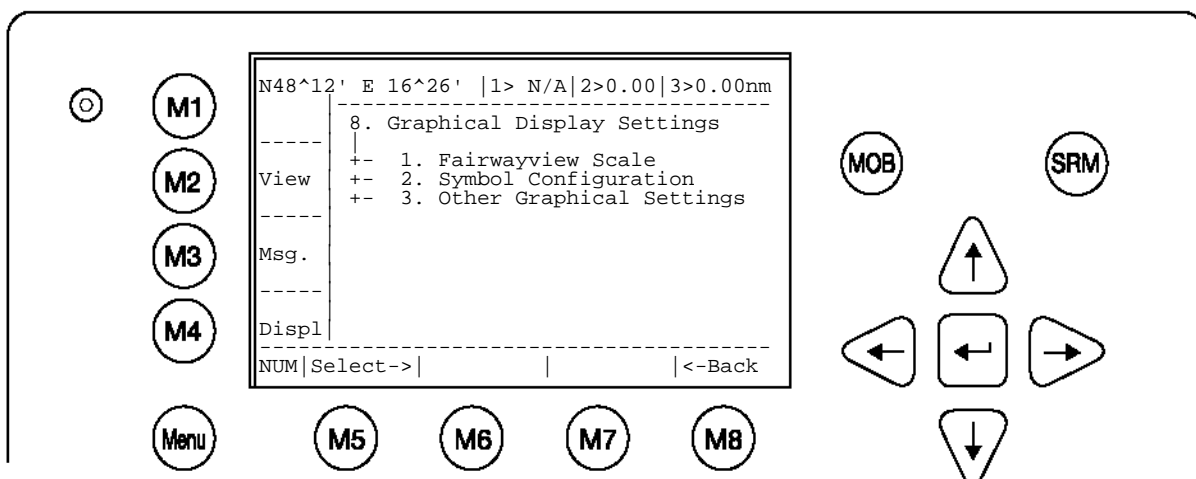 N48^12' E 16^26' |1> N/A|2>0.00|3>0.00nm
8. Graphical Display Settings
+- 1. Fairwayview Scale
+- 2. Symbol Configuration
+- 3. Other Graphical Settings
View
Msg.
Displ
NUM|Select->| | |<-Back
M1
M2
M3
M4
Menu
M5
M6
M7
M8
MOB
SRM